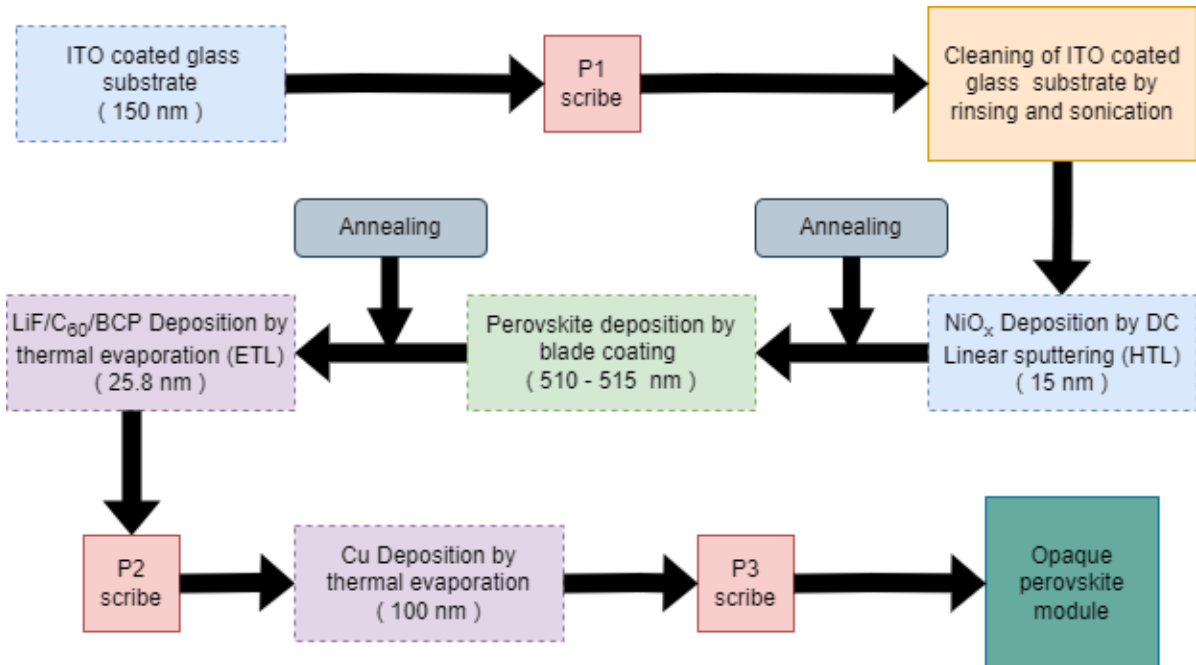 ITO coated glass
substrate
( 150 nm )
P1
scribe
Cleaning of ITO coated
glass substrate by
rinsing and sonication
Annealing
Annealing
LiF/C₆₀/BCP Deposition by
thermal evaporation (ETL)
( 25.8 nm )
Perovskite deposition by
blade coating
( 510 - 515 nm )
NiOₓ Deposition by DC
Linear sputtering (HTL)
( 15 nm )
P2
scribe
Cu Deposition by
thermal evaporation
( 100 nm )
P3
scribe
Opaque
perovskite
module